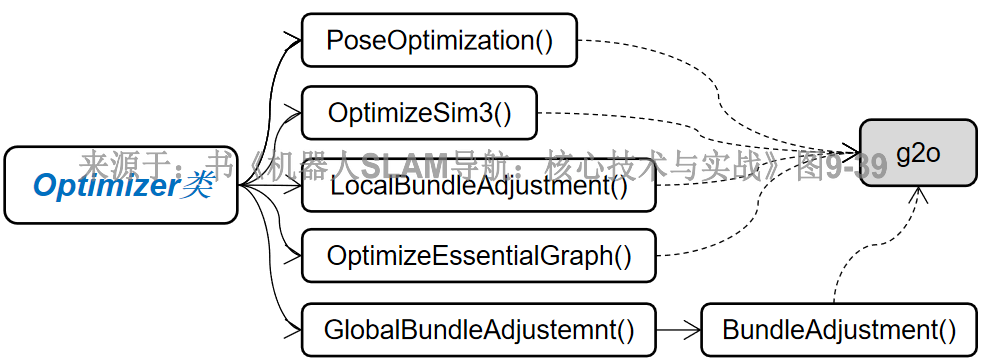 PoseOptimization()
OptimizeSim3()
来源于：书《机器人SLAM导航：核心技术与实战》图9-39
g2o
Optimizer类
LocalBundleAdjustment()
OptimizeEssentialGraph()
GlobalBundleAdjustemnt()
BundleAdjustment()